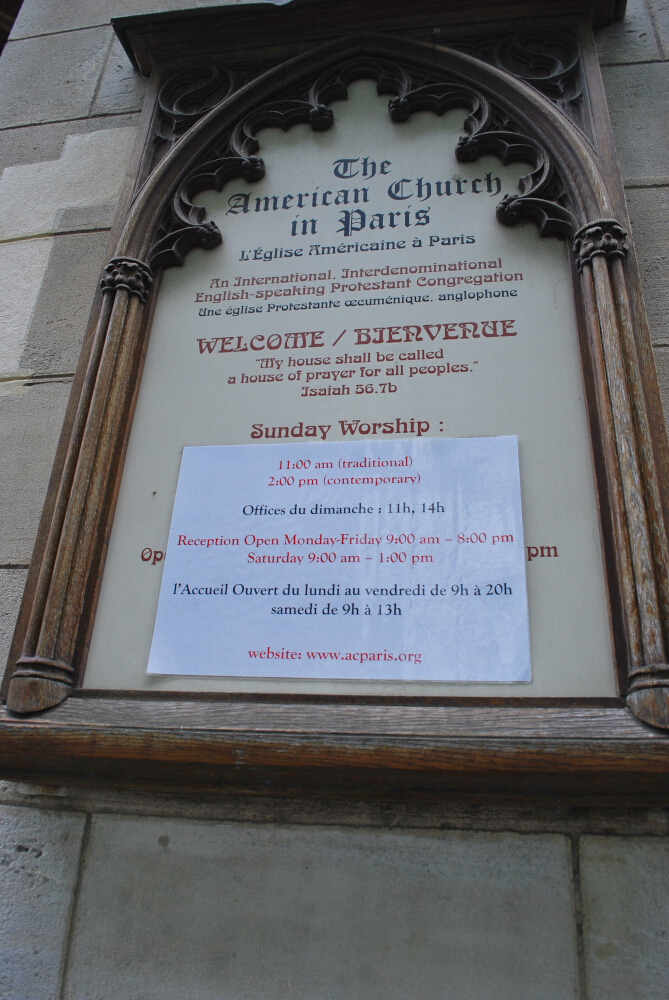 The
American Church
in Paris
L'Église Américaine à Paris
An International, Interdenominational
English-speaking Protestant Congregation
Une église Protestante œcuménique, anglophone
WELCOME / BIENVENUE
"My house shall be called
a house of prayer for all peoples."
Isaiah 56.7b
Sunday Worship :
11:00 am (traditional)
2:00 pm (contemporary)
Offices du dimanche : 11h, 14h
Reception Open Monday-Friday 9:00 am – 8:00 pm
Saturday 9:00 am – 1:00 pm
Op pm
l'Accueil Ouvert du lundi au vendredi de 9h à 20h
samedi de 9h à 13h
website: www.acparis.org